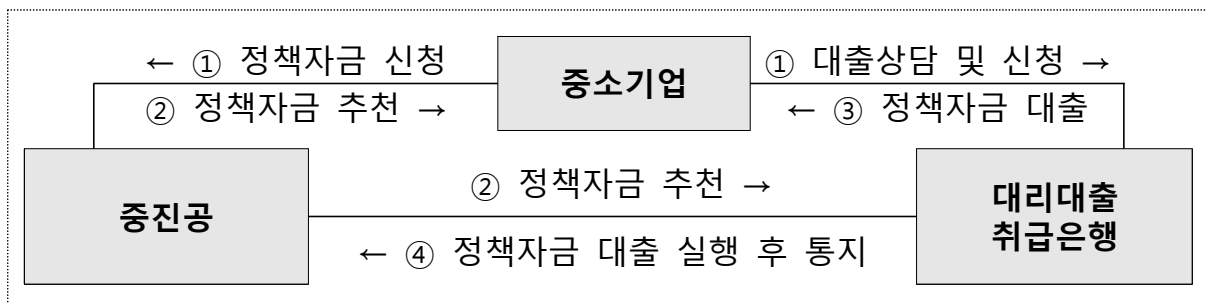 ← ① 정책자금 신청
중소기업
① 대출상담 및 신청 →
② 정책자금 추천 →
← ③ 정책자금 대출
중진공
② 정책자금 추천 →
대리대출
취급은행
← ④ 정책자금 대출 실행 후 통지